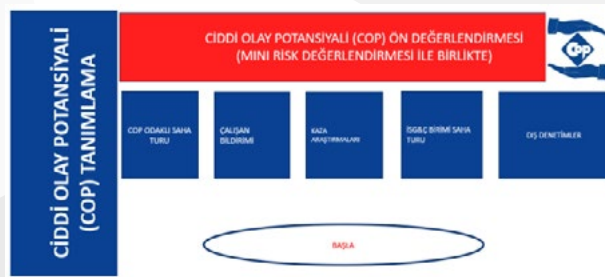 CİDDİ OLAY POTANSİYALİ
(COP) TANIMLAMA
CİDDİ OLAY POTANSİYALİ (COP) ÖN DEĞERLENDİRMESİ
(MINI RİSK DEĞERLENDİRMESİ İLE BİRLİKTE)
COP
COP ODAKLI SAHA
TURU
ÇALIŞAN
BİLDİRİMİ
KAZA
ARAŞTIRMALARI
İSG&Ç BİRİMİ SAHA
TURU
DIŞ DENETİMLER
BAŞLA